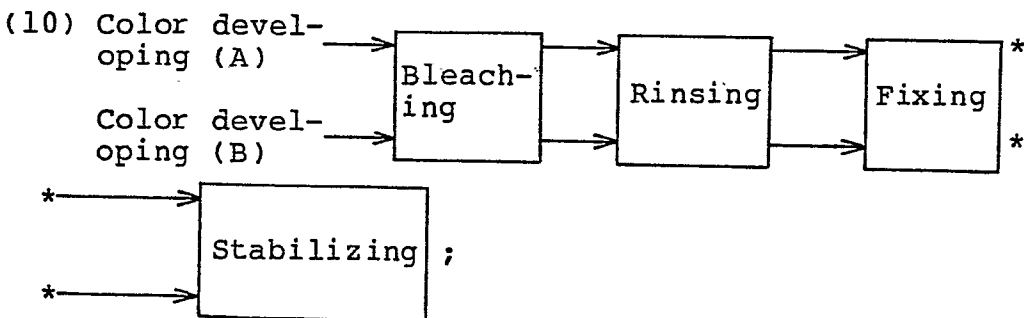 (10) Color devel-
oping (A)
Color devel-
oping (B)
Bleach-
ing
Rinsing
Fixing
*
*
*
*
Stabilizing ;